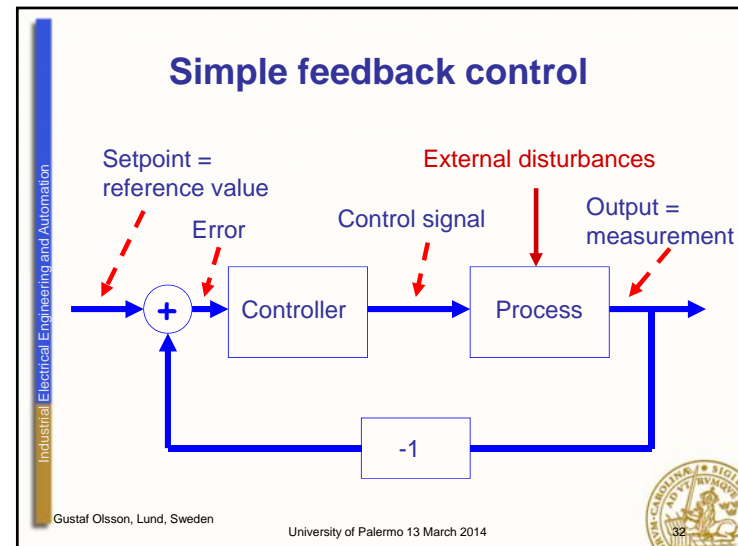 Simple feedback control
Setpoint =
reference value
Error
External disturbances
Control signal
Output =
measurement
+
Controller
Process
-1
Industrial Electrical Engineering and Automation
Gustaf Olsson, Lund, Sweden
University of Palermo 13 March 2014
32